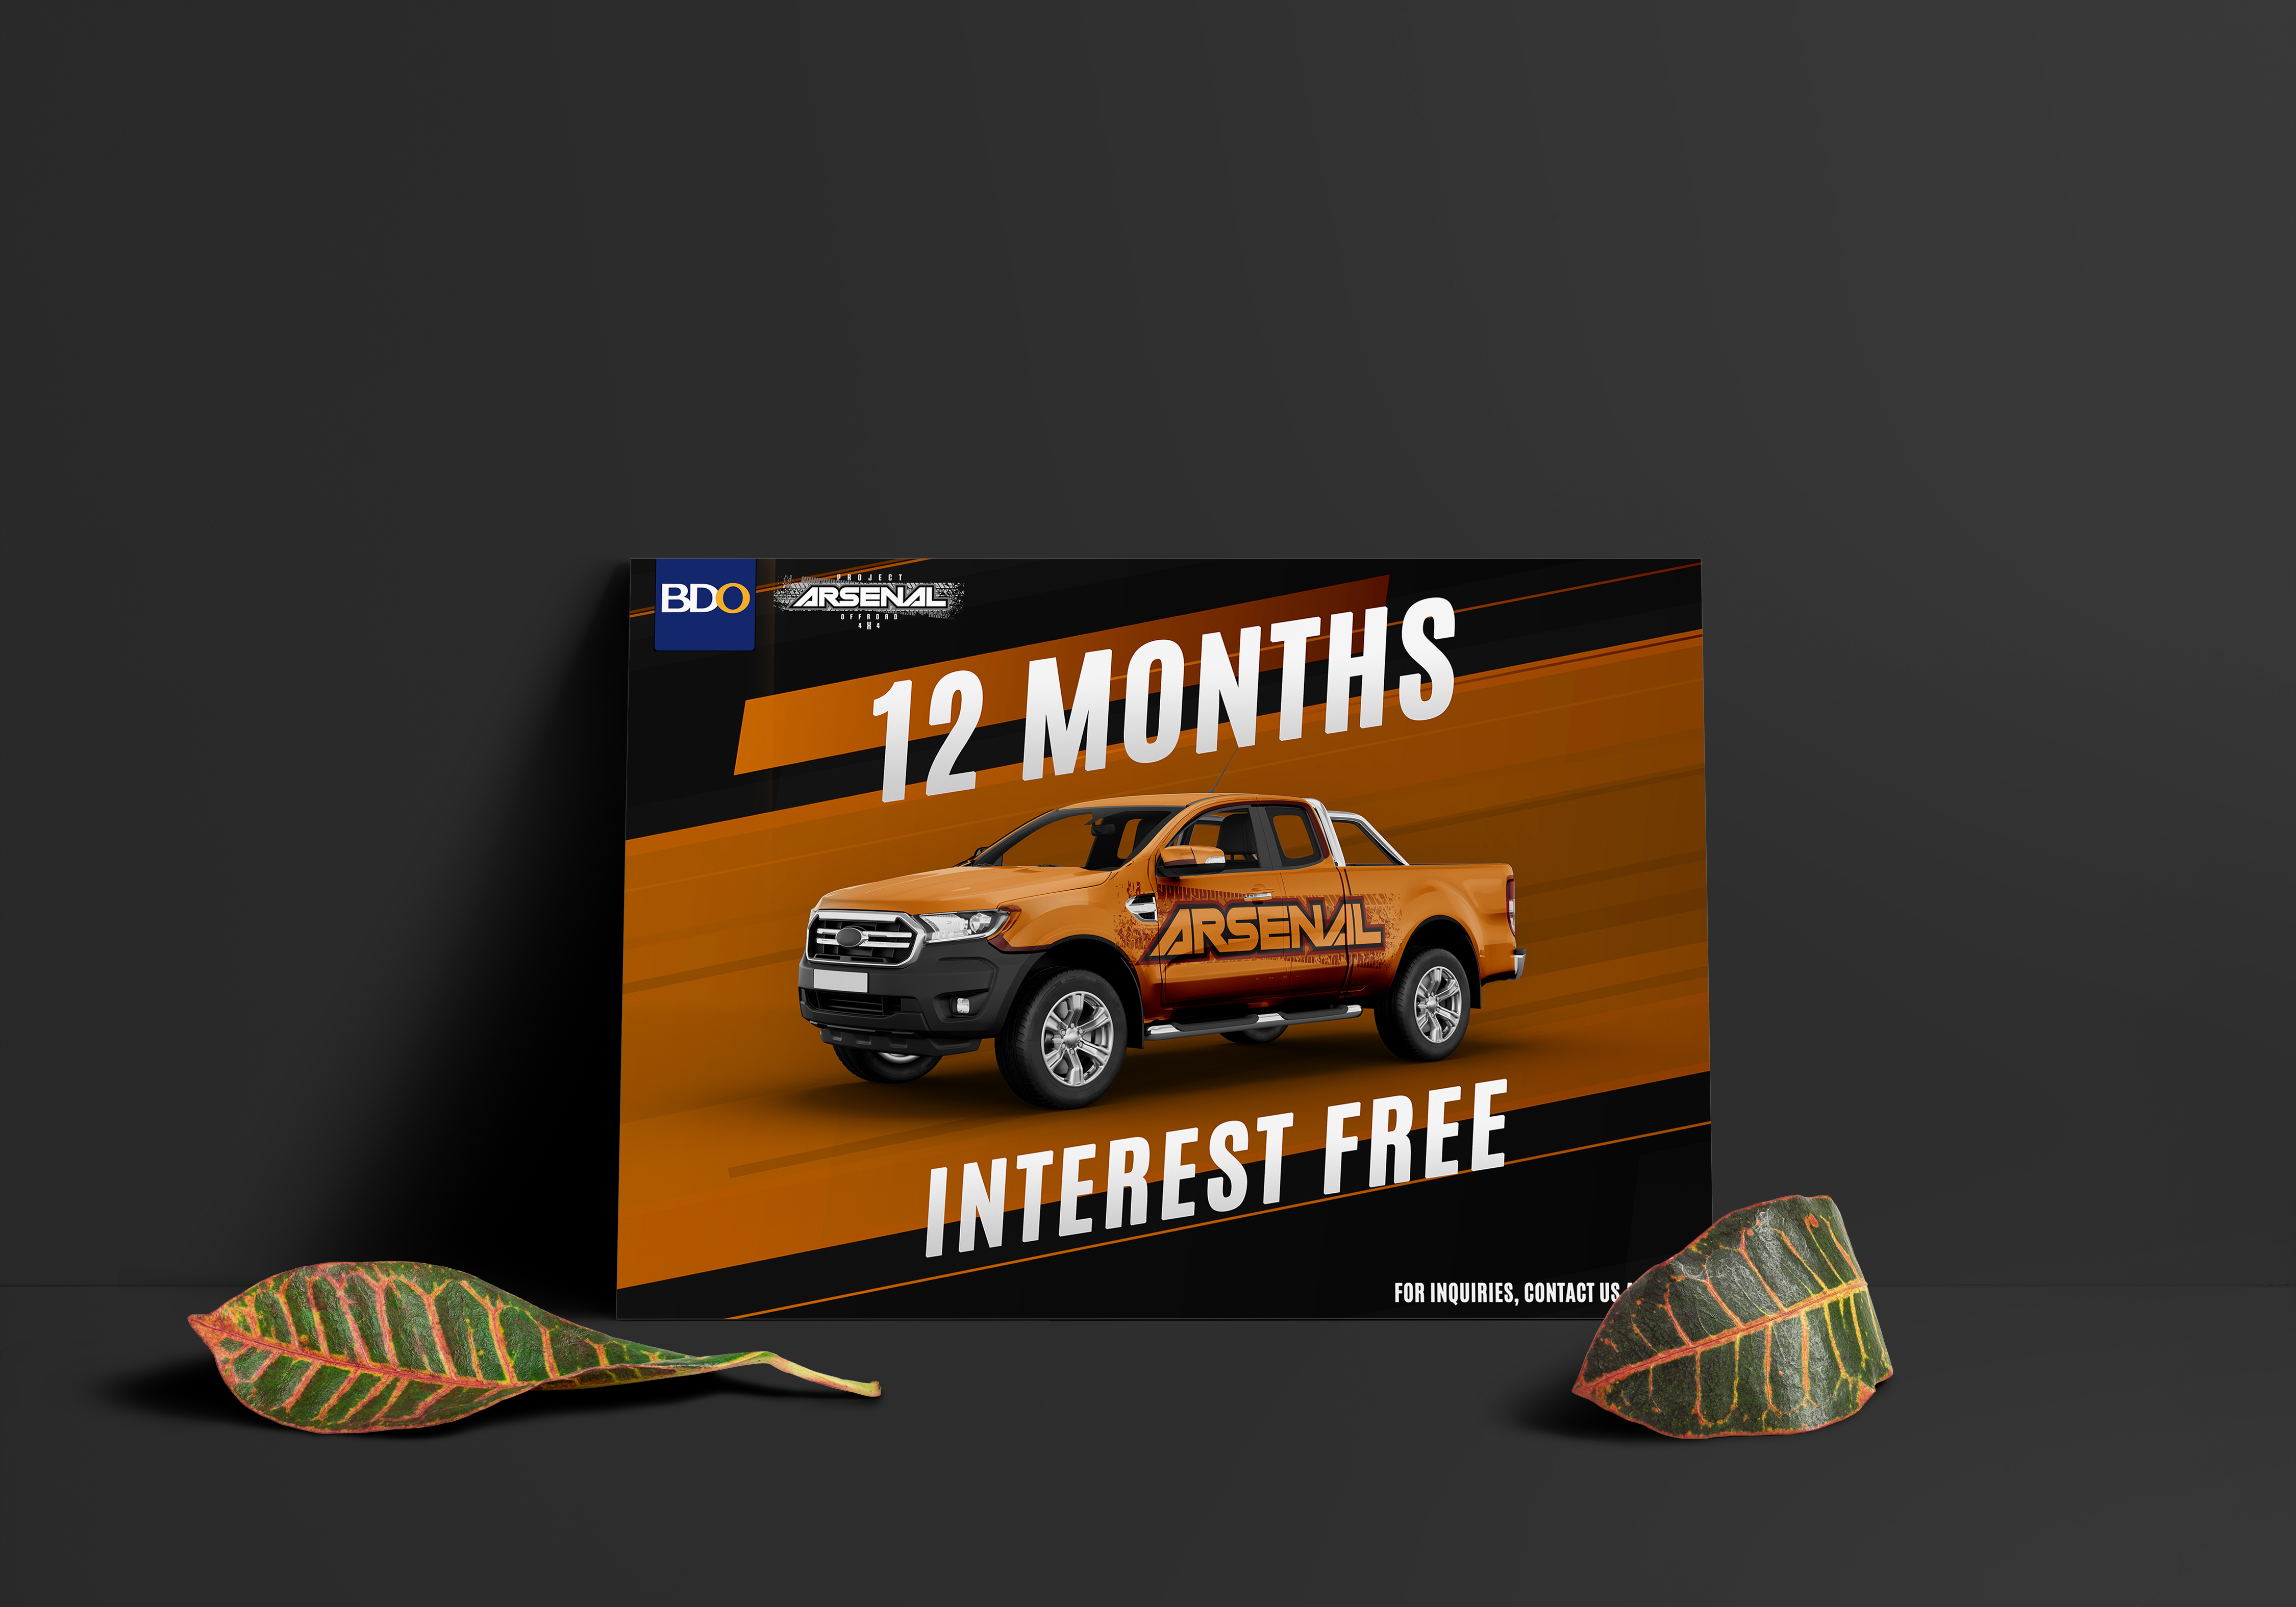 BDO
PROJECT
ARSENAL
OFFROAD
4X4
12 MONTHS
ARSENAL
INTEREST FREE
FOR INQUIRIES, CONTACT US